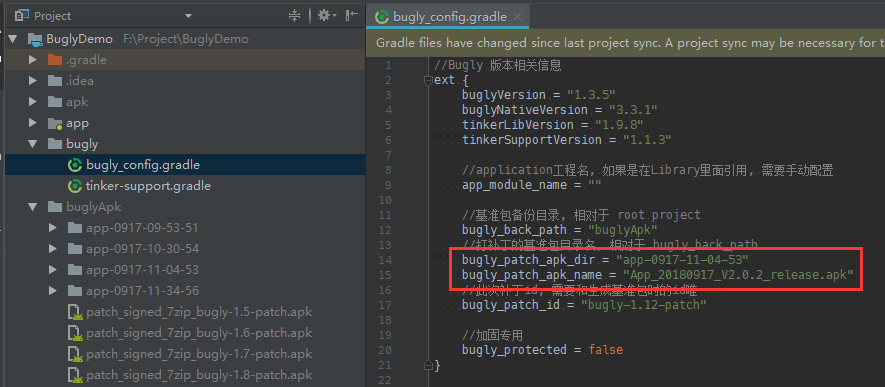 Project
BuglyDemo F:\Project\BuglyDemo
.gradle
.idea
apk
app
bugly
bugly_config.gradle
tinker-support.gradle
buglyApk
app-0917-09-53-51
app-0917-10-30-54
app-0917-11-04-53
app-0917-11-34-56
patch_signed_7zip_bugly-1.5-patch.apk
patch_signed_7zip_bugly-1.6-patch.apk
patch_signed_7zip_bugly-1.7-patch.apk
patch_signed_7zip_bugly-1.8-patch.apk
bugly_config.gradle
Gradle files have changed since last project sync. A project sync may be necessary for t
1 //Bugly 版本相关信息
2 ext {
3 buglyVersion = "1.3.5"
4 buglyNativeVersion = "3.3.1"
5 tinkerLibVersion = "1.9.8"
6 tinkerSupportVersion = "1.1.3"
7
8 //application工程名, 如果是在Library里面引用, 需要手动配置
9 app_module_name = ""
10
11 //基准包备份目录, 相对于 root project
12 bugly_back_path = "buglyApk"
13 //打补丁的基准包目录名, 相对于 bugly_back_path
14 bugly_patch_apk_dir = "app-0917-11-04-53"
15 bugly_patch_apk_name = "App_20180917_V2.0.2_release.apk"
16 //此次补丁id, 需要和生成基准包时的id唯
17 bugly_patch_id = "bugly-1.12-patch"
18
19 //加固专用
20 bugly_protected = false
21 }
22